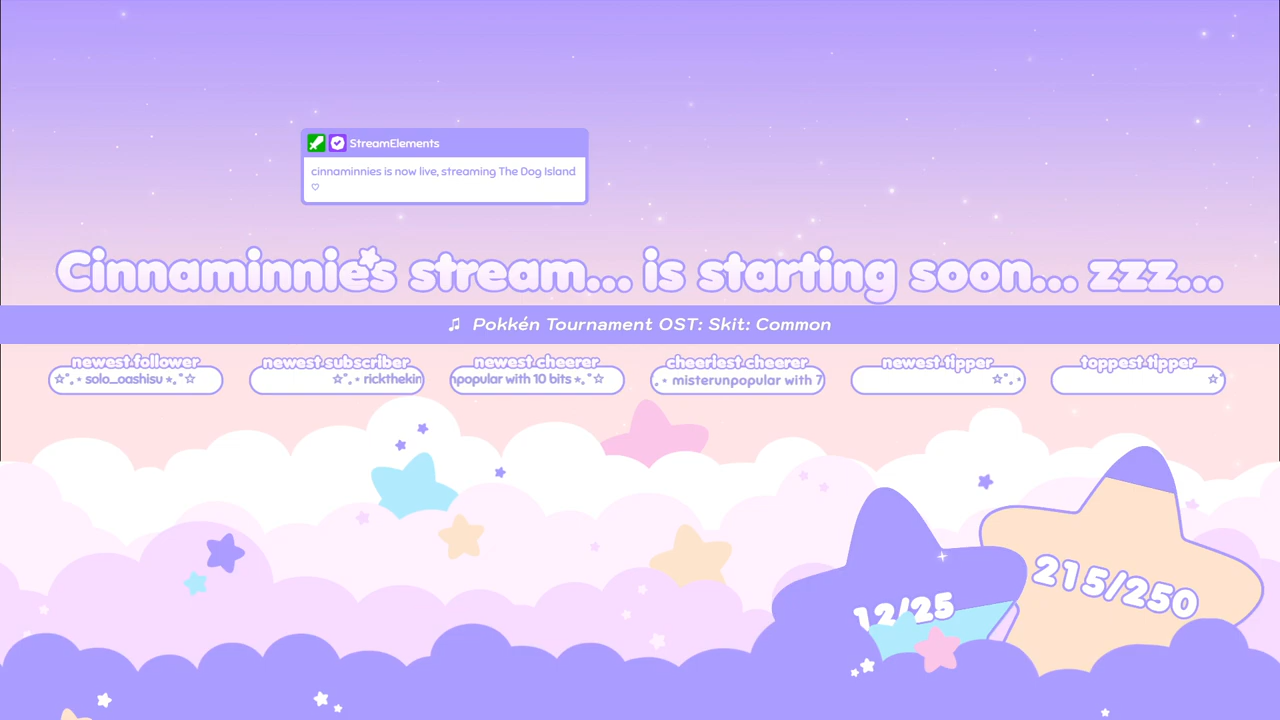 StreamElements
cinnaminnies is now live, streaming The Dog Island
♡
Cinnaminnies stream... is starting soon... zzz...
♫ Pokkén Tournament OST: Skit: Common
newest follower
newest subscriber
newest cheerer
cheeriest cheerer
newest tipper
toppest tipper
☆*｡⋆ solo_oashisu ⋆｡*☆
☆*｡⋆ rickthekin
npopular with 10 bits ⋆｡*☆
｡⋆ misterunpopular with 7
☆*｡⋆
☆*
215/250
12/25